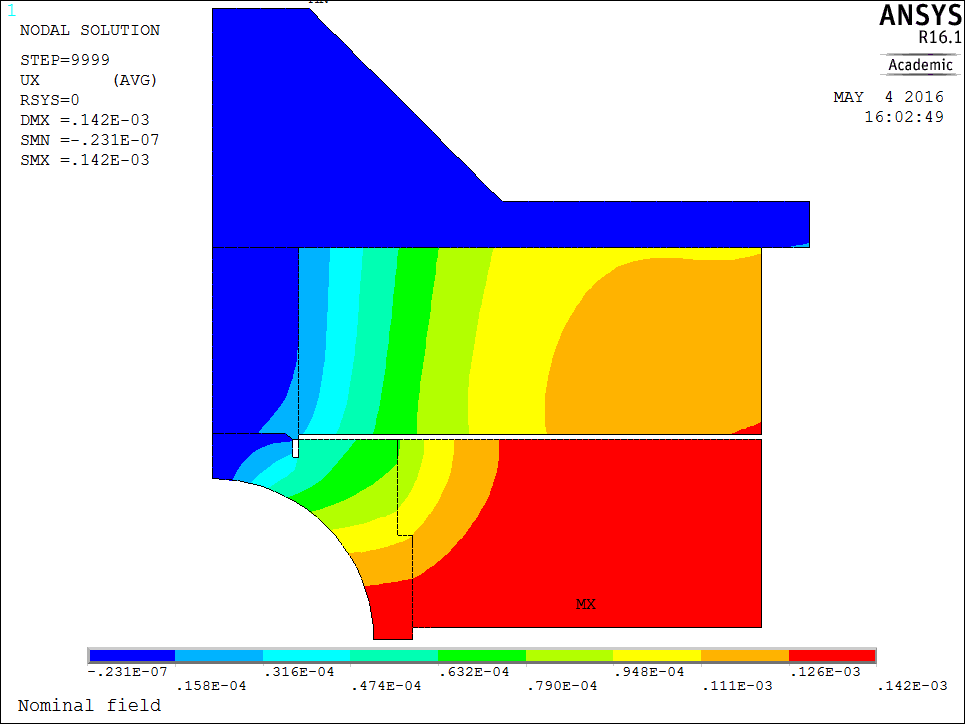 1
NODAL SOLUTION
STEP=9999
UX (AVG)
RSYS=0
DMX =.142E-03
SMN =-.231E-07
SMX =.142E-03
ANSYS
R16.1
Academic
MAY 4 2016
16:02:49
MX
-.231E-07 .316E-04 .632E-04 .948E-04 .126E-03
.158E-04 .474E-04 .790E-04 .111E-03 .142E-03
Nominal field